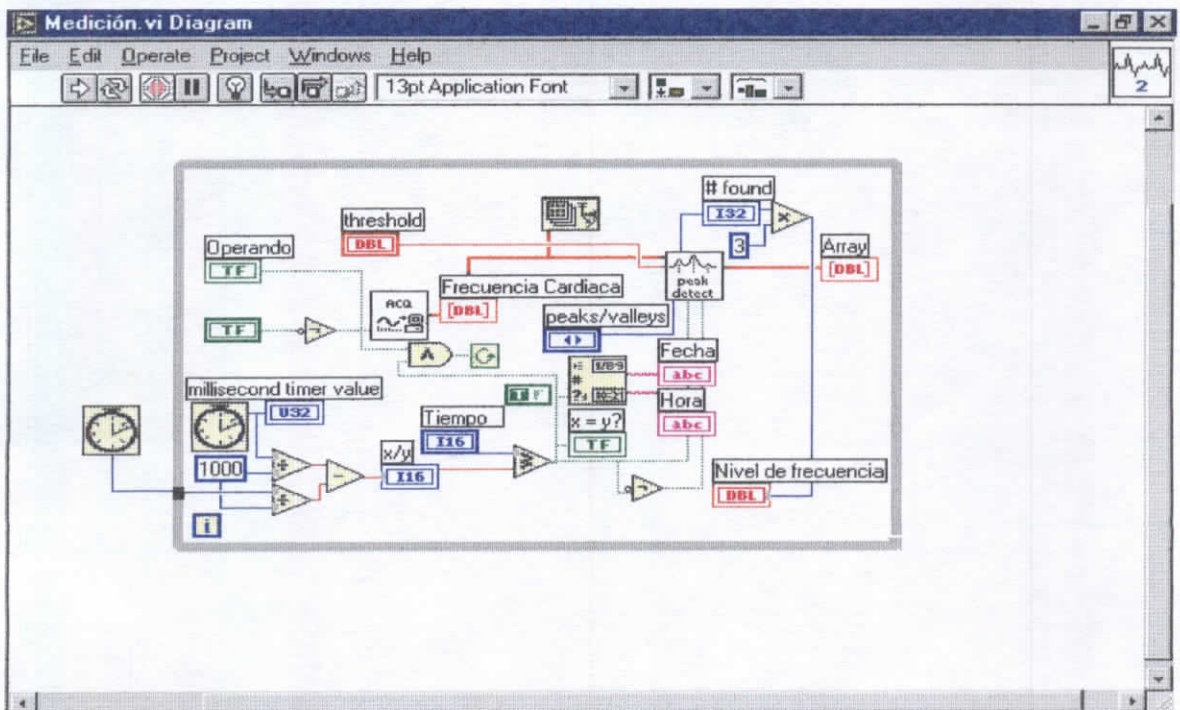 Medición.vi Diagram
File Edit Operate Project Windows Help
13pt Application Font
2
# found
I32
threshold
DBL
3
Array
[DBL]
Operando
TF
Frecuencia Cardiaca
[DBL]
ACQ
peak
detect
peaks/valleys
TF
Fecha
abc
millisecond timer value
U32
Hora
abc
Tiempo
I16
x = y?
TF
x/y
I16
1000
Nivel de frecuencia
DBL
i